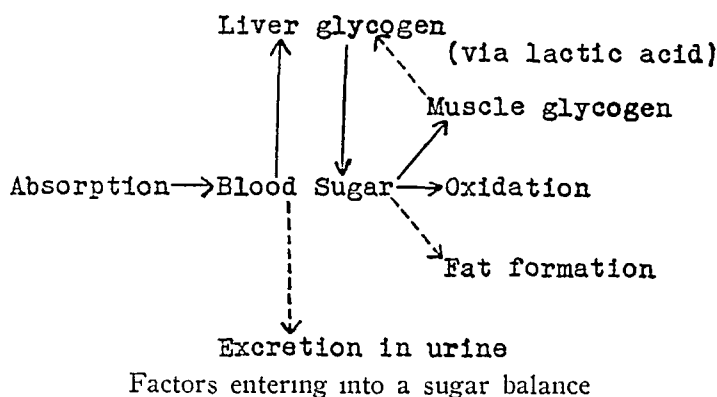 Liver glycogen
(via lactic acid)
Muscle glycogen
Absorption Blood Sugar Oxidation
Fat formation
Excretion in urine
Factors entering into a sugar balance